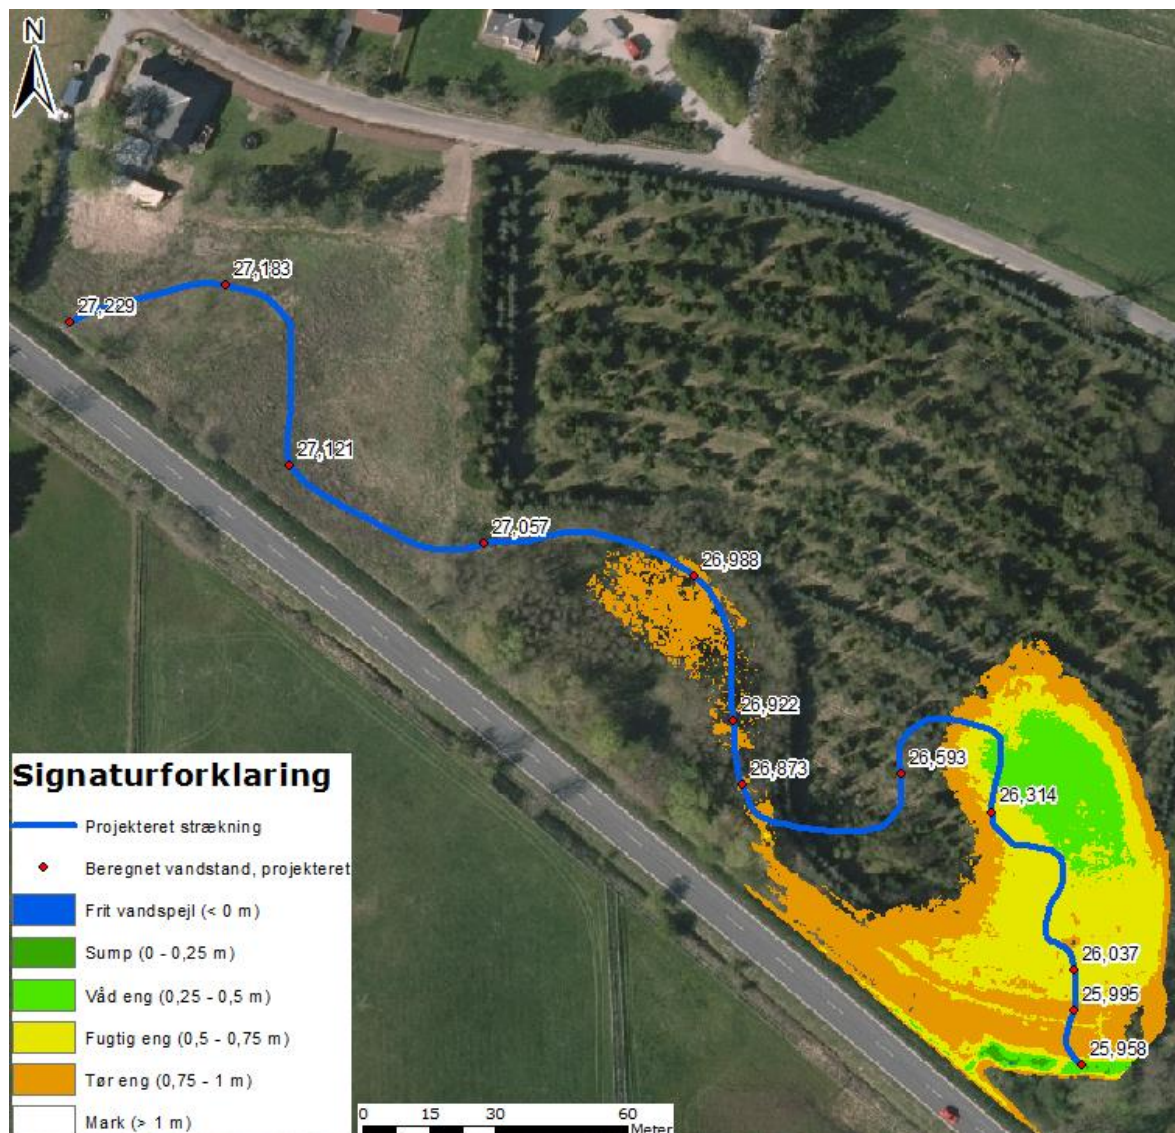 N
27,183
27,229
27,121
27,057
26,988
26,922
26,873
26,593
26,314
26,037
25,995
25,958
Signaturforklaring
Projekteret strækning
Beregnet vandstand, projekteret
Frit vandspejl (< 0 m)
Sump (0 - 0,25 m)
Våd eng (0,25 - 0,5 m)
Fugtig eng (0,5 - 0,75 m)
Tør eng (0,75 - 1 m)
Mark (> 1 m)
0 15 30 60
Meter